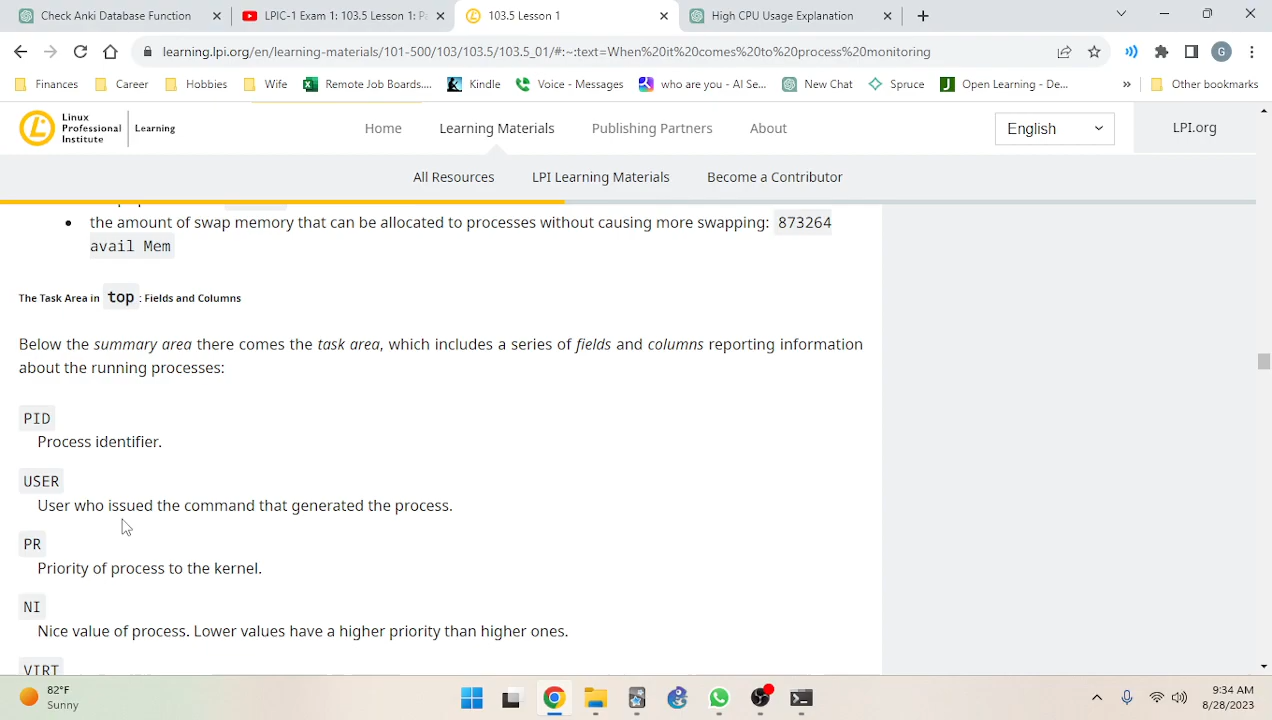 Check Anki Database Function
LPIC-1 Exam 1: 103.5 Lesson 1: P
103.5 Lesson 1
High CPU Usage Explanation
learning.lpi.org/en/learning-materials/101-500/103/103.5/103.5_01/#:~:text=When%20it%20comes%20to%20process%20monitoring
G
Finances
Career
Hobbies
Wife
Remote Job Boards....
Kindle
Voice - Messages
who are you - AI Se...
New Chat
Spruce
Open Learning - De...
»
Other bookmarks
Linux
Professional
Institute
Learning
Home
Learning Materials
Publishing Partners
About
English
LPI.org
All Resources
LPI Learning Materials
Become a Contributor
• the amount of swap memory that can be allocated to processes without causing more swapping: 873264
avail Mem
The Task Area in top: Fields and Columns
Below the summary area there comes the task area, which includes a series of fields and columns reporting information
about the running processes:
PID
Process identifier.
USER
User who issued the command that generated the process.
PR
Priority of process to the kernel.
NI
Nice value of process. Lower values have a higher priority than higher ones.
VIRT
82°F
Sunny
9:34 AM
8/28/2023